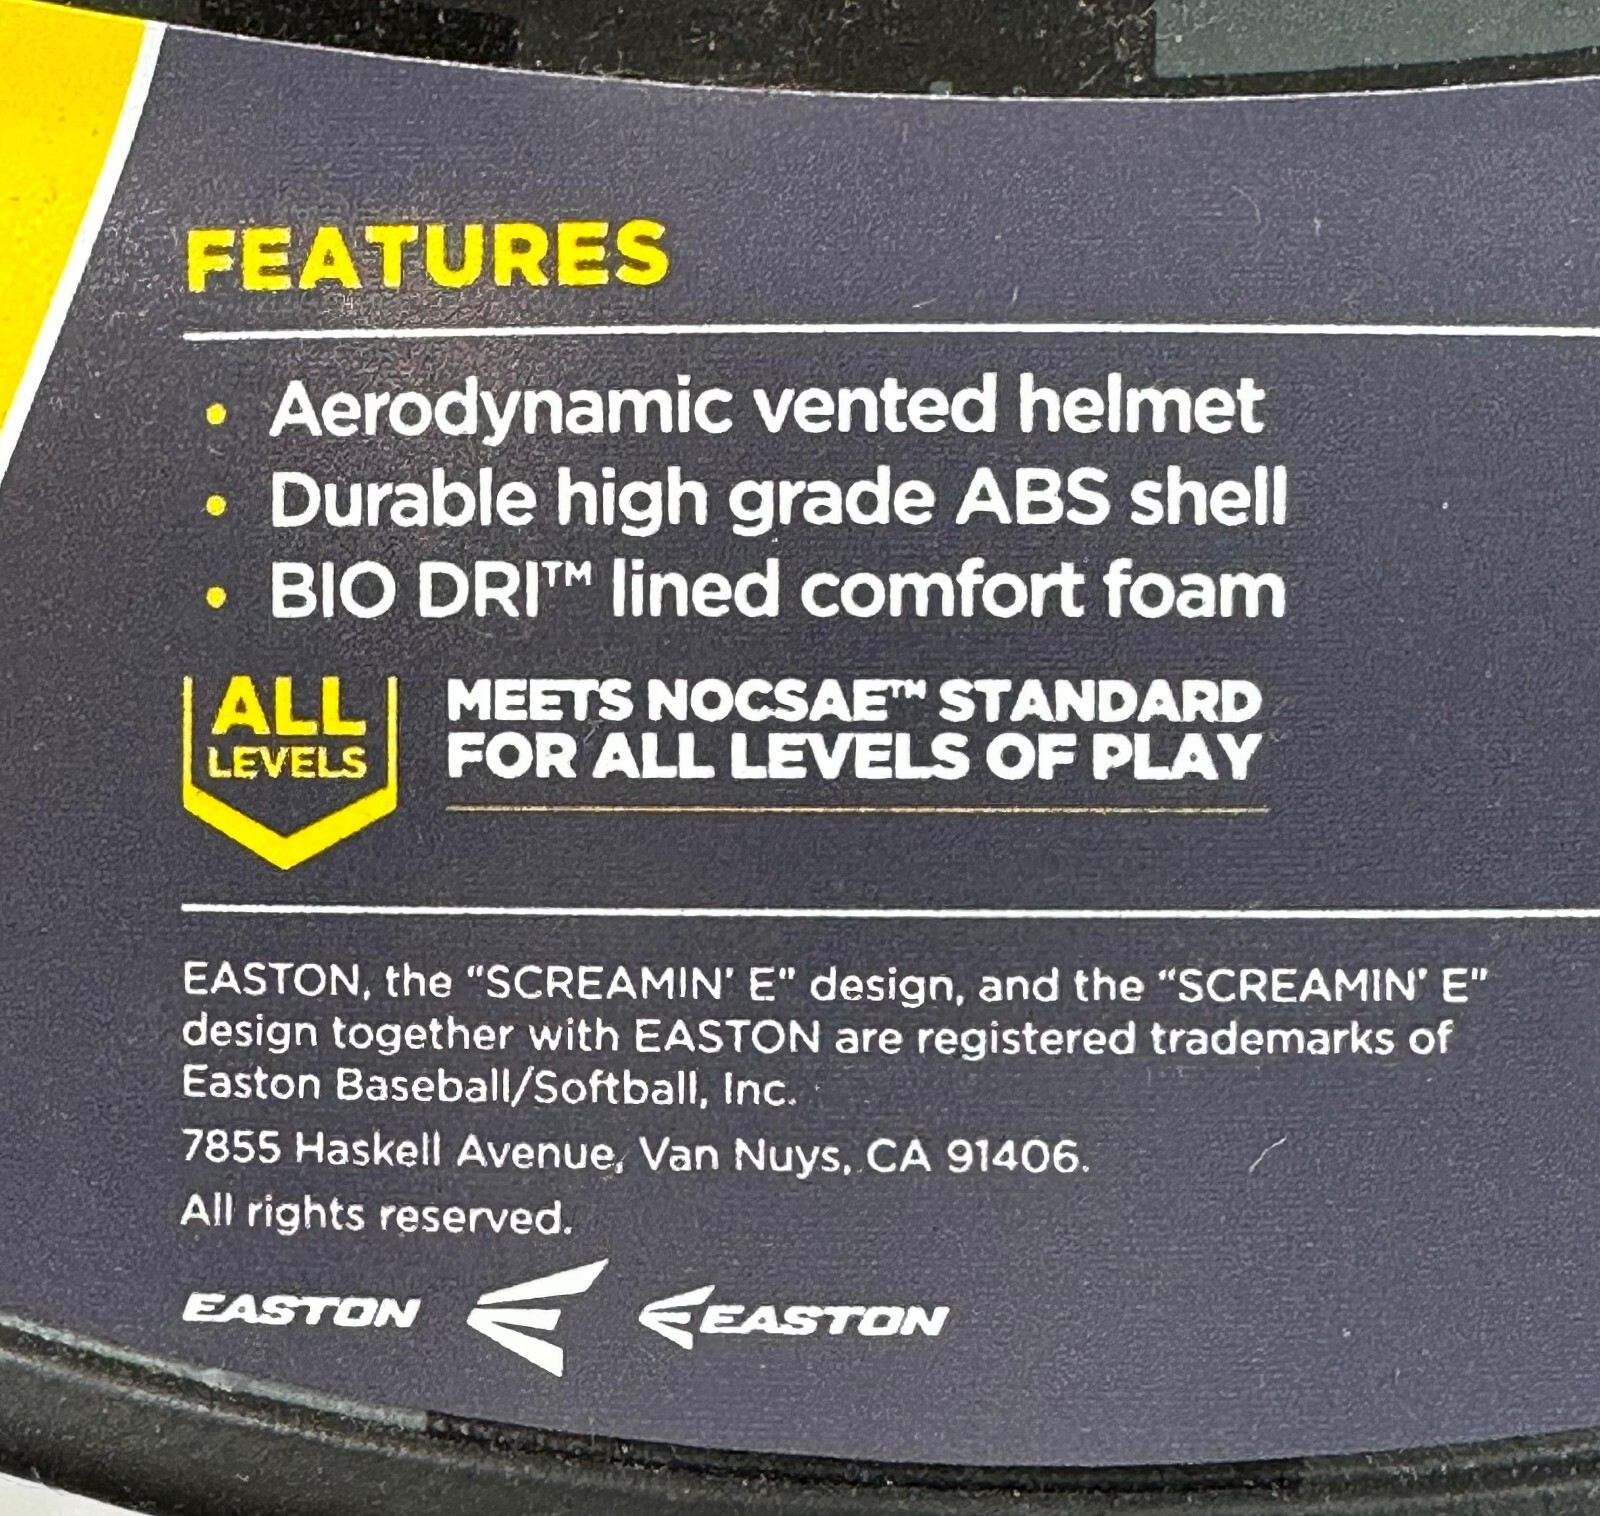 FEATURES
• Aerodynamic vented helmet
• Durable high grade ABS shell
• BIO DRI™ lined comfort foam
ALL
LEVELS
MEETS NOCSAE™ STANDARD
FOR ALL LEVELS OF PLAY
EASTON, the “SCREAMIN’ E” design, and the “SCREAMIN’ E”
design together with EASTON are registered trademarks of
Easton Baseball/Softball, Inc.
7855 Haskell Avenue, Van Nuys, CA 91406.
All rights reserved.
EASTON EASTON